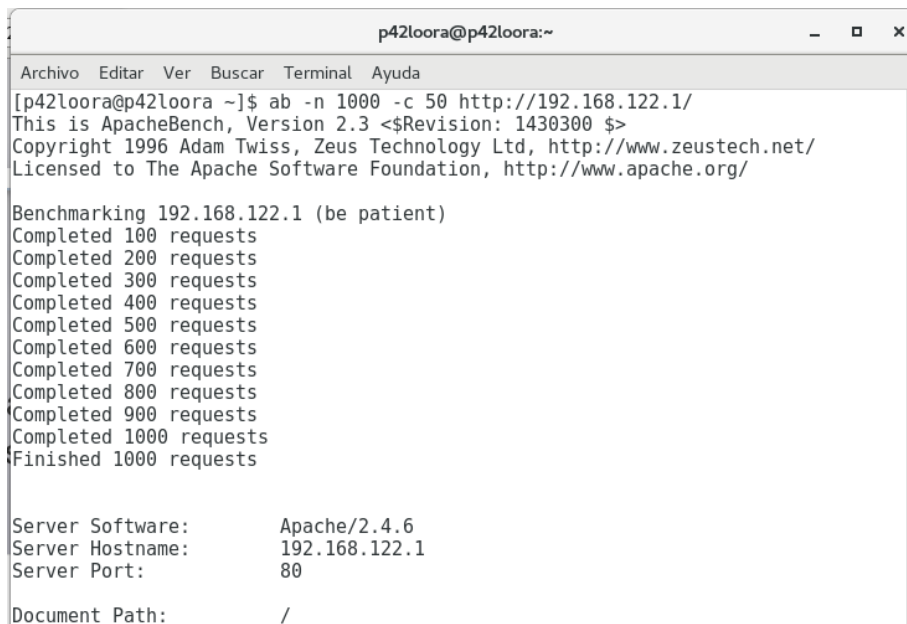 p42loora@p42loora:~
Archivo Editar Ver Buscar Terminal Ayuda
[p42loora@p42loora ~]$ ab -n 1000 -c 50 http://192.168.122.1/
This is ApacheBench, Version 2.3 <$Revision: 1430300 $>
Copyright 1996 Adam Twiss, Zeus Technology Ltd, http://www.zeustech.net/
Licensed to The Apache Software Foundation, http://www.apache.org/
Benchmarking 192.168.122.1 (be patient)
Completed 100 requests
Completed 200 requests
Completed 300 requests
Completed 400 requests
Completed 500 requests
Completed 600 requests
Completed 700 requests
Completed 800 requests
Completed 900 requests
Completed 1000 requests
Finished 1000 requests
Server Software: Apache/2.4.6
Server Hostname: 192.168.122.1
Server Port: 80
Document Path: /